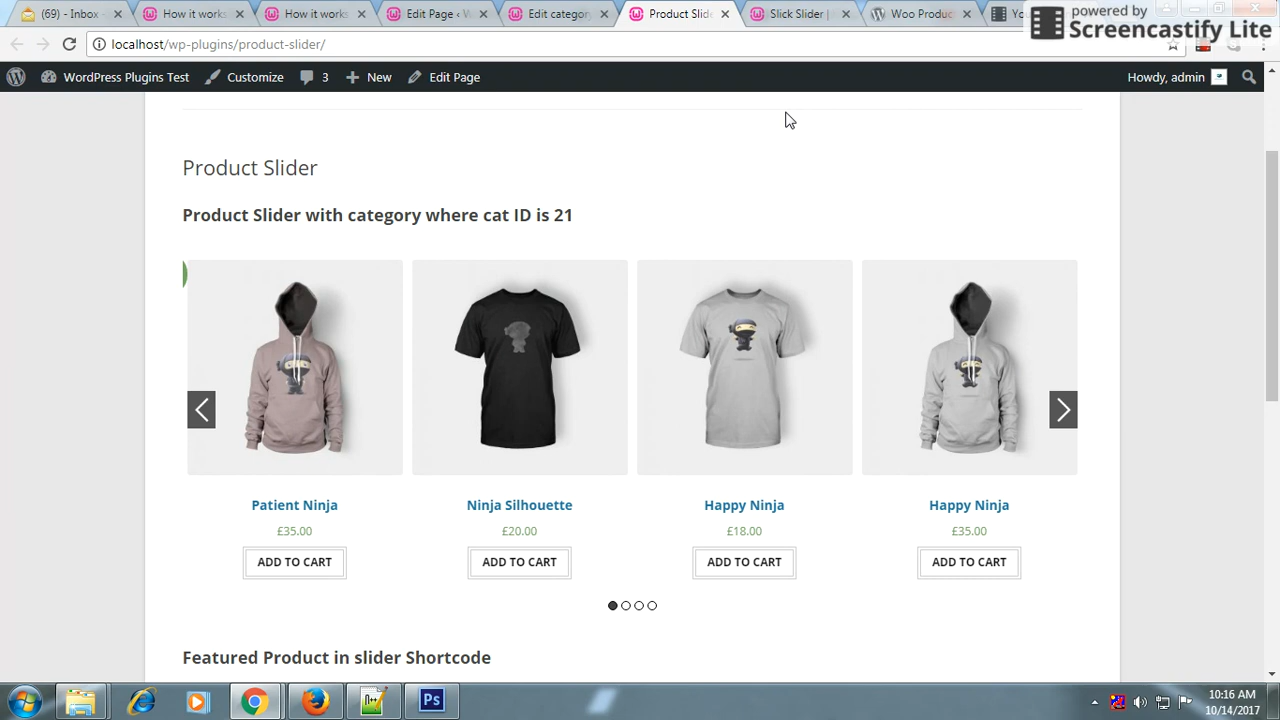 (69) - Inbox -
How it works
How it work
Edit Page ‹ W
Edit categor
Product Slid
Slick Slider |
Woo Produc
powered by
Screencastify Lite
localhost/wp-plugins/product-slider/
WordPress Plugins Test
Customize
3
New
Edit Page
Howdy, admin
Product Slider
Product Slider with category where cat ID is 21
Patient Ninja
Ninja Silhouette
Happy Ninja
Happy Ninja
£35.00
£20.00
£18.00
£35.00
ADD TO CART
ADD TO CART
ADD TO CART
ADD TO CART
Featured Product in slider Shortcode
Ps
10:16 AM
10/14/2017